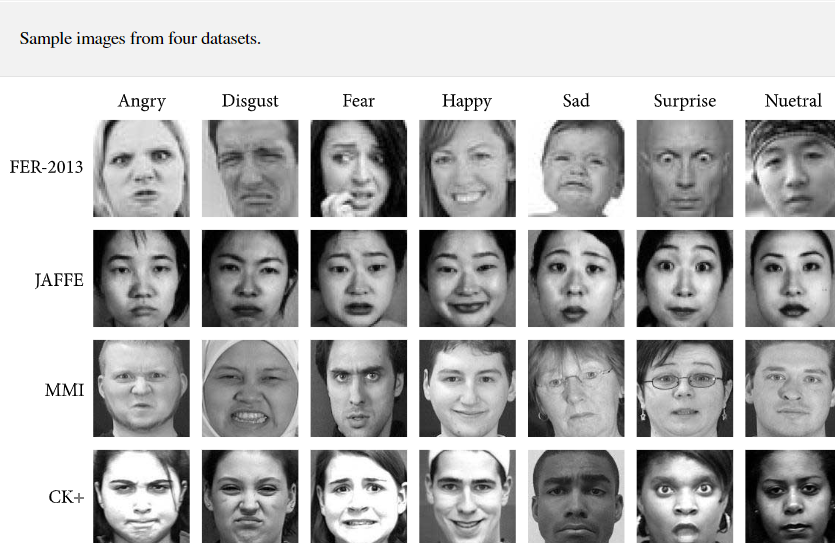 Sample images from four datasets.
Angry Disgust Fear Happy Sad Surprise Nuetral
FER-2013
JAFFE
MMI
CK+